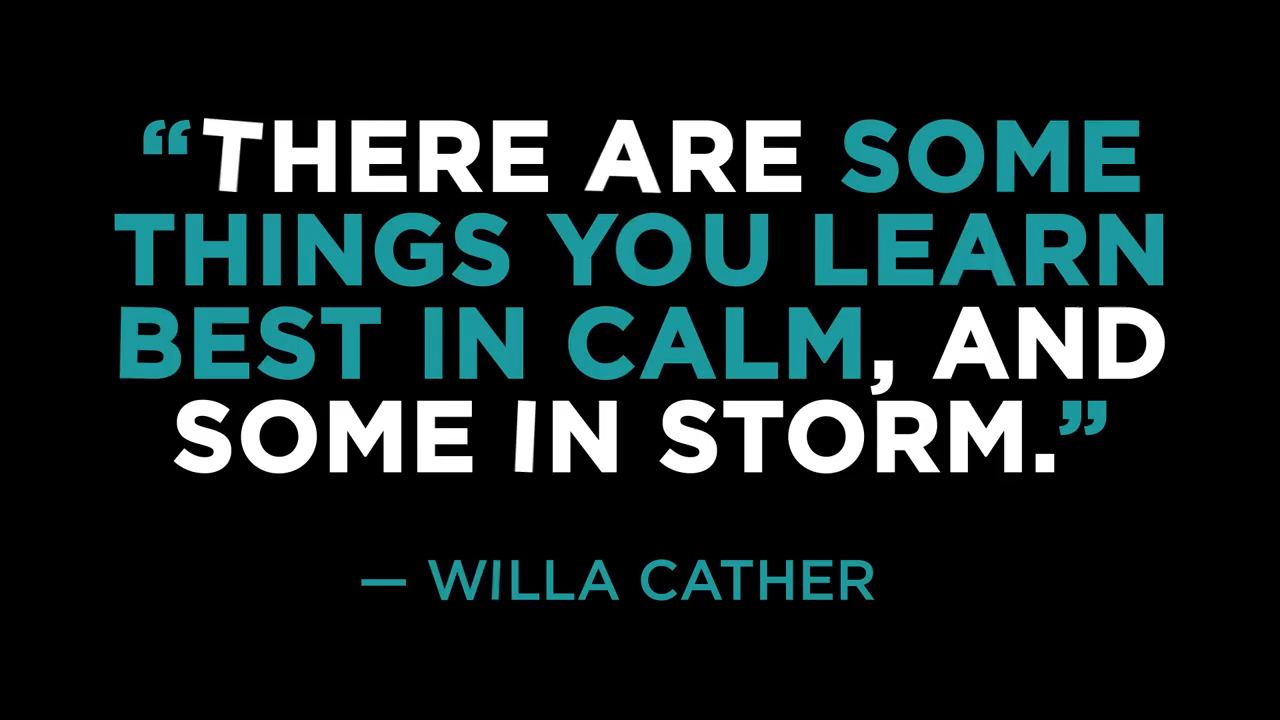 “THERE ARE SOME
THINGS YOU LEARN
BEST IN CALM, AND
SOME IN STORM.”
— WILLA CATHER